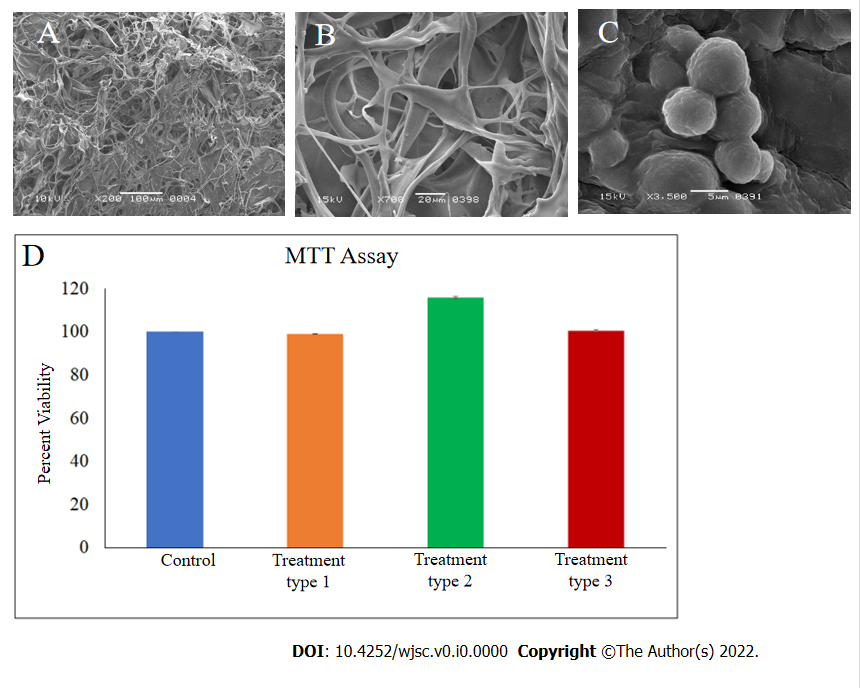 A
10kV X200 100μm 0004
B
15kV X700 20μm 0398
C
15kV X3,500 5μm 0391
D
MTT Assay
Percent Viability
120
100
80
60
40
20
0
Control
Treatment
type 1
Treatment
type 2
Treatment
type 3
DOI: 10.4252/wjsc.v0.i0.0000 Copyright ©The Author(s) 2022.